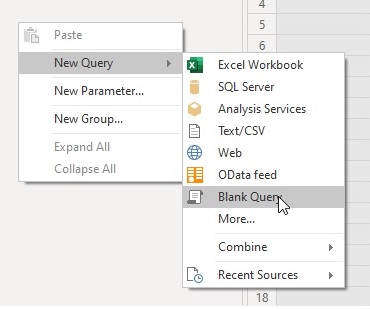 4
5
6
Paste
New Query
New Parameter...
New Group...
Expand All
Collapse All
Excel Workbook
SQL Server
Analysis Services
Text/CSV
Web
OData feed
Blank Query
More...
Combine
Recent Sources
18